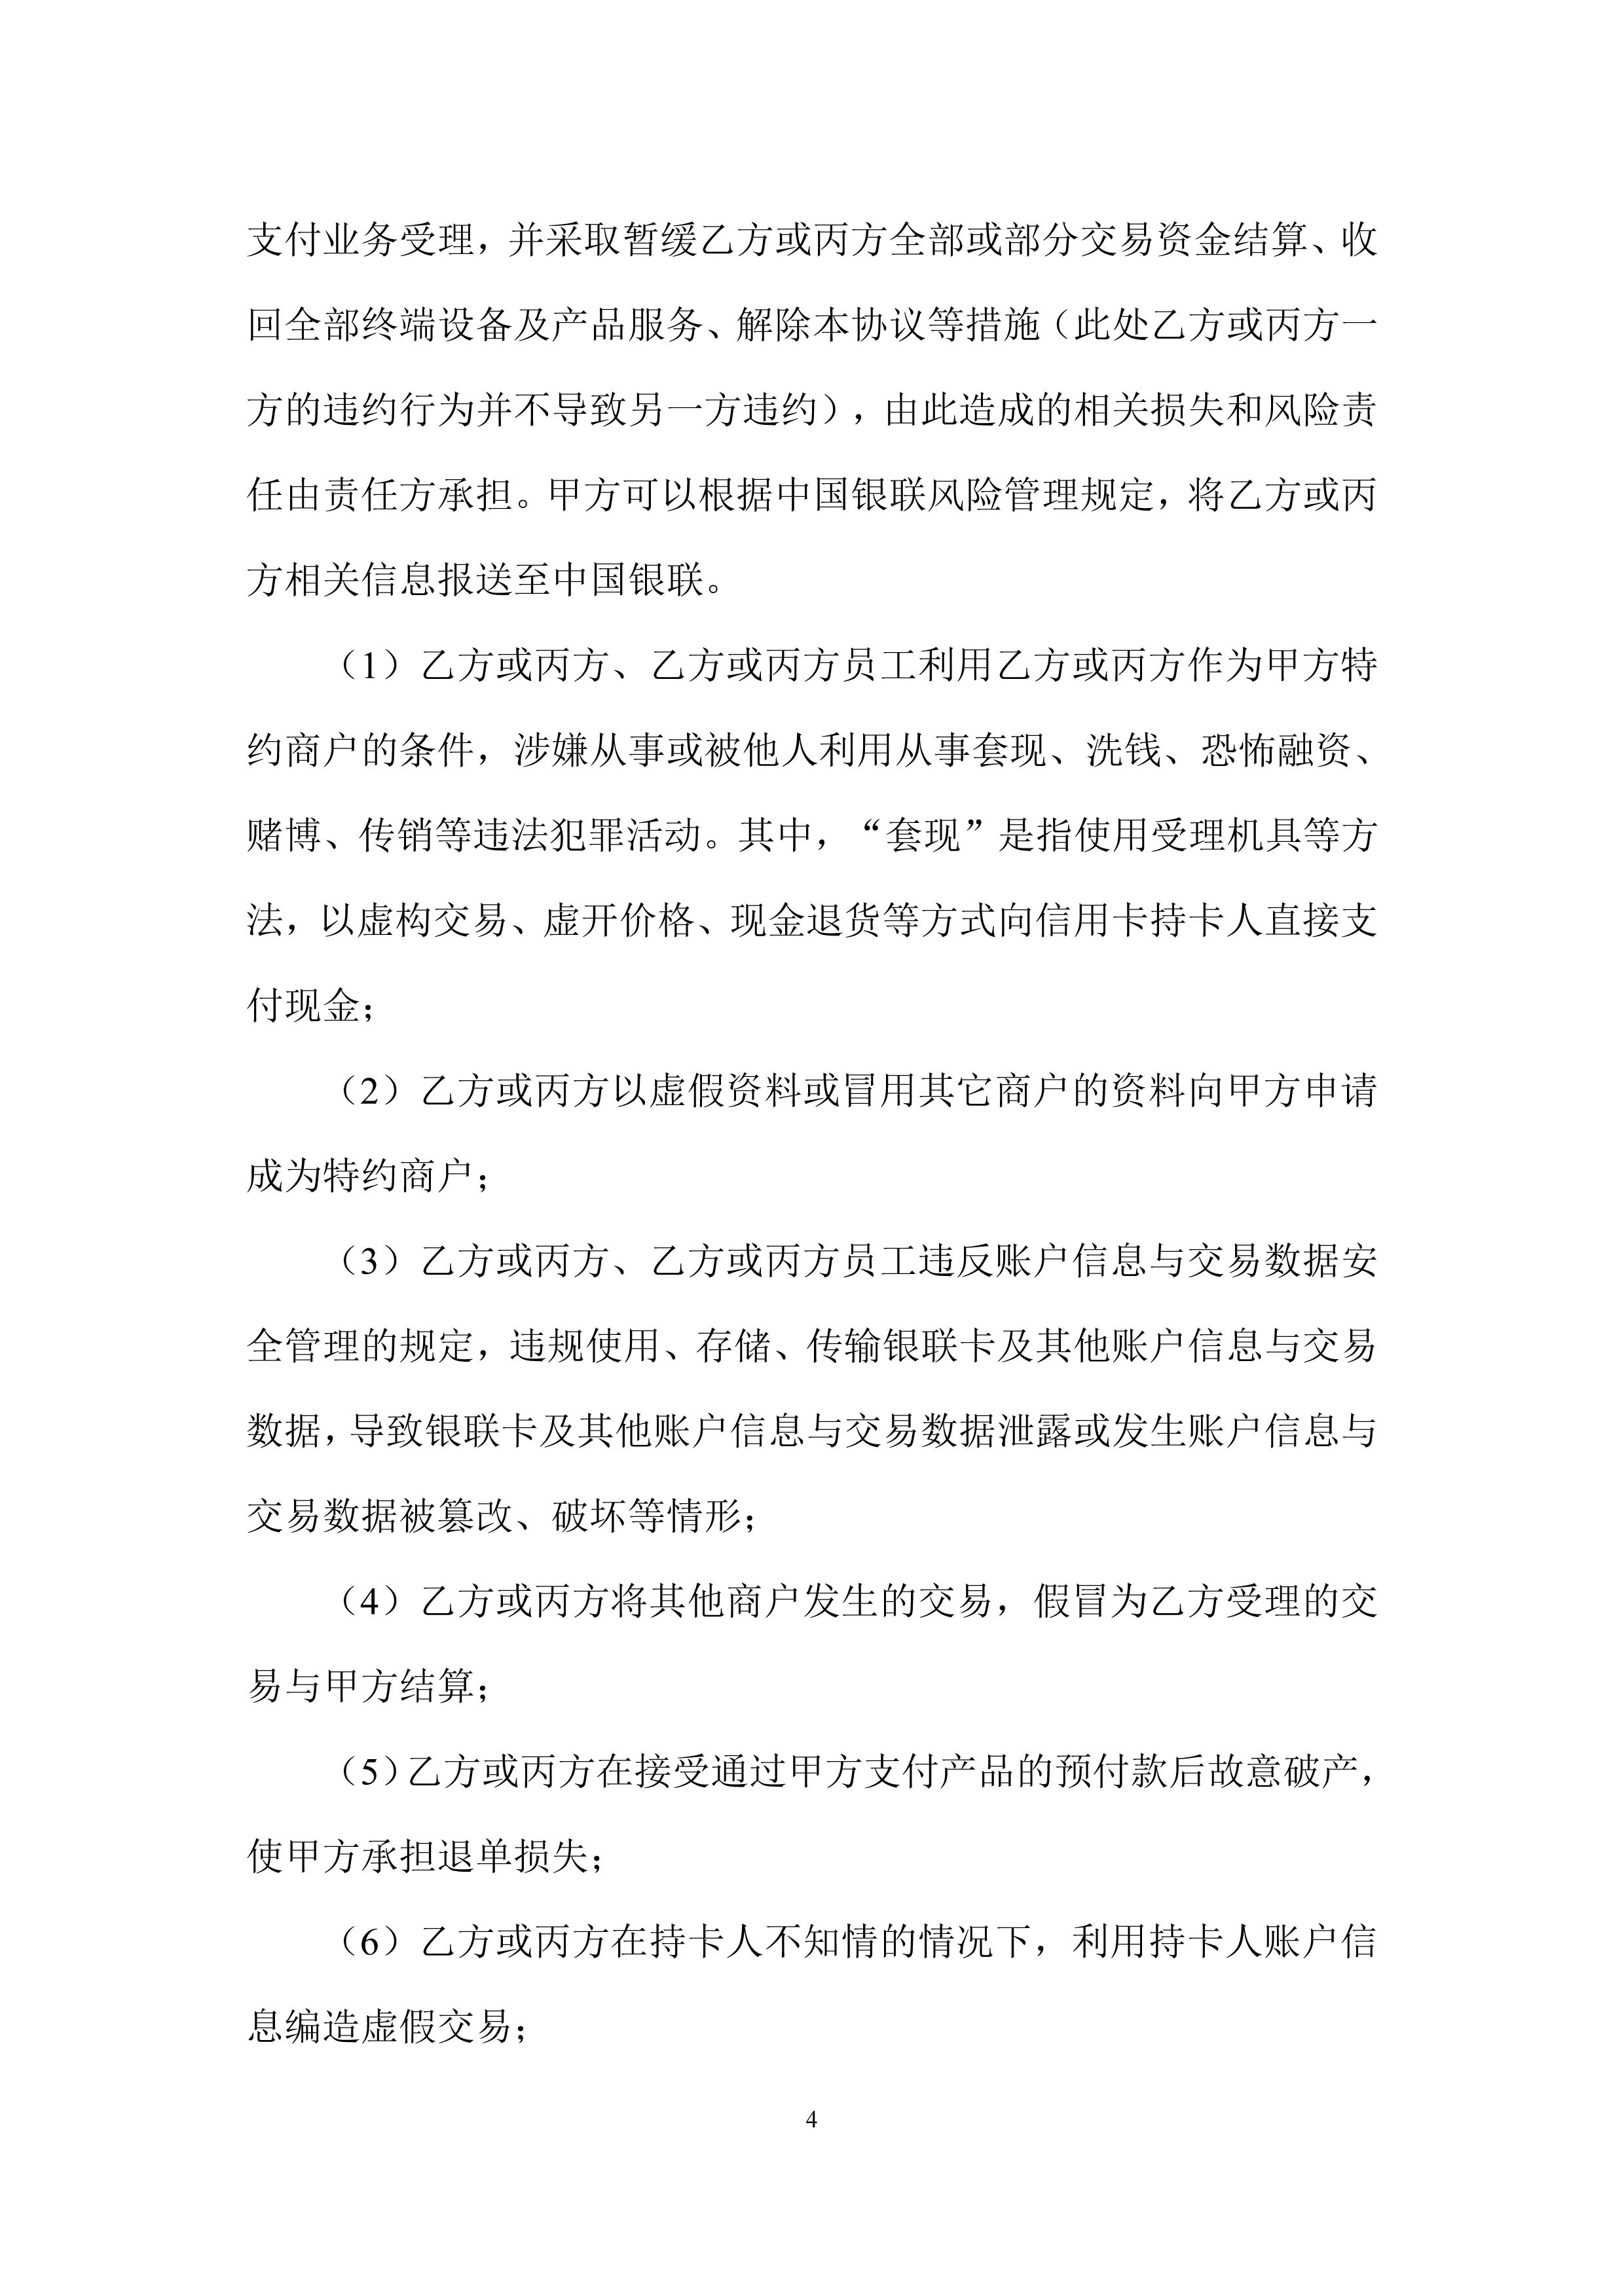 支付业务受理，并采取暂缓乙方或丙方全部或部分交易资金结算、收
回全部终端设备及产品服务、解除本协议等措施（此处乙方或丙方一
方的违约行为并不导致另一方违约），由此造成的相关损失和风险责
任由责任方承担。甲方可以根据中国银联风险管理规定，将乙方或丙
方相关信息报送至中国银联。
（1）乙方或丙方、乙方或丙方员工利用乙方或丙方作为甲方特
约商户的条件，涉嫌从事或被他人利用从事套现、洗钱、恐怖融资、
赌博、传销等违法犯罪活动。其中，“套现”是指使用受理机具等方
法，以虚构交易、虚开价格、现金退货等方式向信用卡持卡人直接支
付现金；
（2）乙方或丙方以虚假资料或冒用其它商户的资料向甲方申请
成为特约商户；
（3）乙方或丙方、乙方或丙方员工违反账户信息与交易数据安
全管理的规定，违规使用、存储、传输银联卡及其他账户信息与交易
数据，导致银联卡及其他账户信息与交易数据泄露或发生账户信息与
交易数据被篡改、破坏等情形；
（4）乙方或丙方将其他商户发生的交易，假冒为乙方受理的交
易与甲方结算；
（5）乙方或丙方在接受通过甲方支付产品的预付款后故意破产，
使甲方承担退单损失；
（6）乙方或丙方在持卡人不知情的情况下，利用持卡人账户信
息编造虚假交易；
4